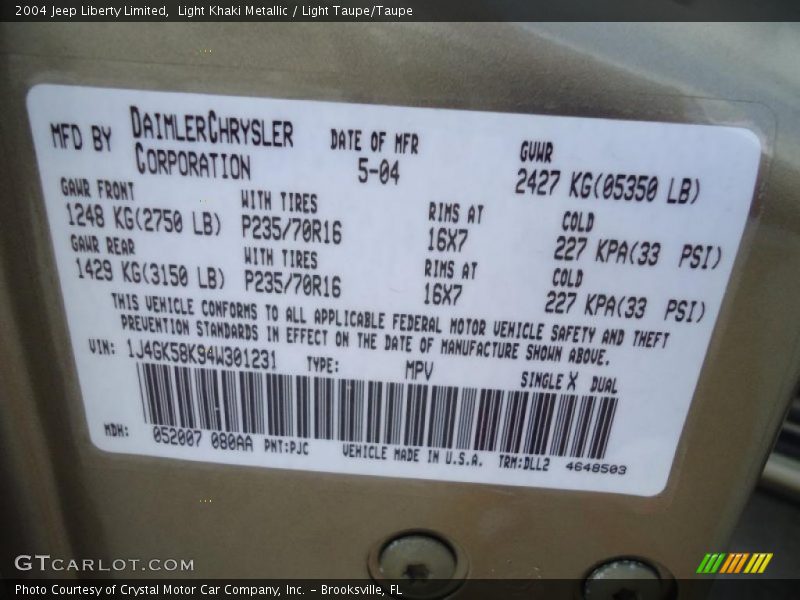 2004 Jeep Liberty Limited,  Light Khaki Metallic / Light Taupe/Taupe
MFD BY DAIMLERCHRYSLER CORPORATION
DATE OF MFR 5-04
GVWR 2427 KG(05350 LB)
GAWR FRONT WITH TIRES RIMS AT COLD
1248 KG(2750 LB) P235/70R16 16X7 227 KPA(33 PSI)
GAWR REAR WITH TIRES RIMS AT COLD
1429 KG(3150 LB) P235/70R16 16X7 227 KPA(33 PSI)
THIS VEHICLE CONFORMS TO ALL APPLICABLE FEDERAL MOTOR VEHICLE SAFETY AND THEFT
PREVENTION STANDARDS IN EFFECT ON THE DATE OF MANUFACTURE SHOWN ABOVE.
VIN: 1J4GK58K94W301231 TYPE: MPV SINGLE X DUAL
MDH: 052007 080AA PNT:PJC VEHICLE MADE IN U.S.A. TRM:DLL2 4648503
GTCARLOT.COM
Photo Courtesy of Crystal Motor Car Company, Inc. – Brooksville, FL